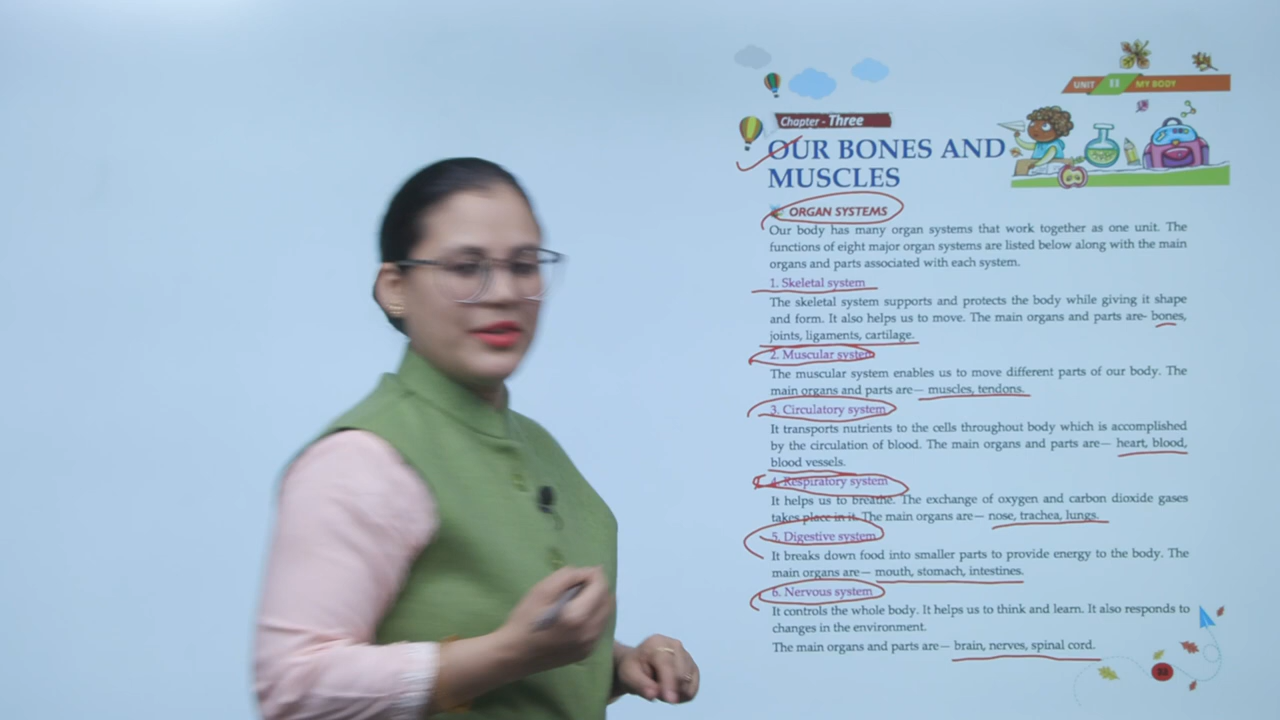 UNIT II MY BODY
Chapter - Three
OUR BONES AND
MUSCLES
ORGAN SYSTEMS
Our body has many organ systems that work together as one unit. The
functions of eight major organ systems are listed below along with the main
organs and parts associated with each system.
1. Skeletal system
The skeletal system supports and protects the body while giving it shape
and form. It also helps us to move. The main organs and parts are- bones,
joints, ligaments, cartilage.
2. Muscular system
The muscular system enables us to move different parts of our body. The
main organs and parts are— muscles, tendons.
3. Circulatory system
It transports nutrients to the cells throughout body which is accomplished
by the circulation of blood. The main organs and parts are— heart, blood,
blood vessels.
4. Respiratory system
It helps us to breathe. The exchange of oxygen and carbon dioxide gases
takes place in it. The main organs are— nose, trachea, lungs.
5. Digestive system
It breaks down food into smaller parts to provide energy to the body. The
main organs are— mouth, stomach, intestines.
6. Nervous system
It controls the whole body. It helps us to think and learn. It also responds to
changes in the environment.
The main organs and parts are— brain, nerves, spinal cord.